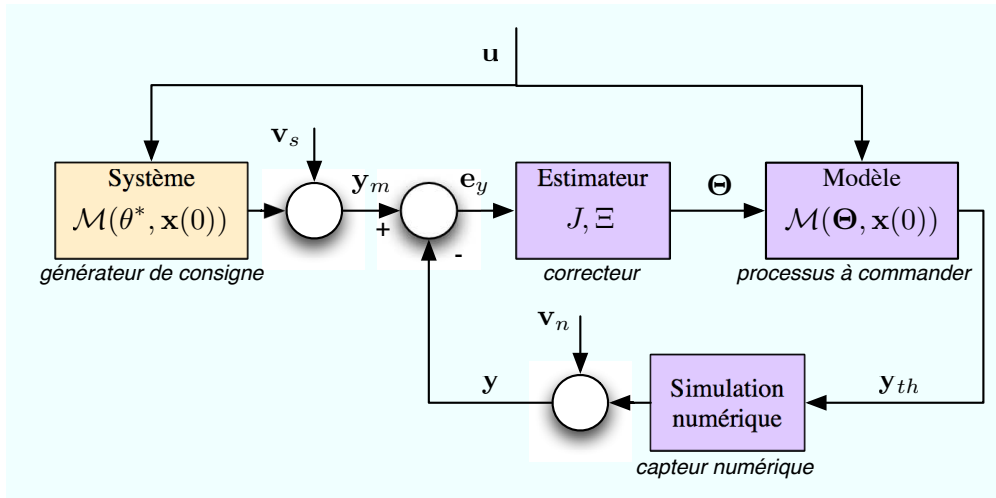 u
v_s
Système
M(θ*, x(0))
générateur de consigne
y_m
+
-
e_y
Estimateur
J, Ξ
correcteur
Θ
Modèle
M(Θ, x(0))
processus à commander
v_n
y
Simulation
numérique
capteur numérique
y_th